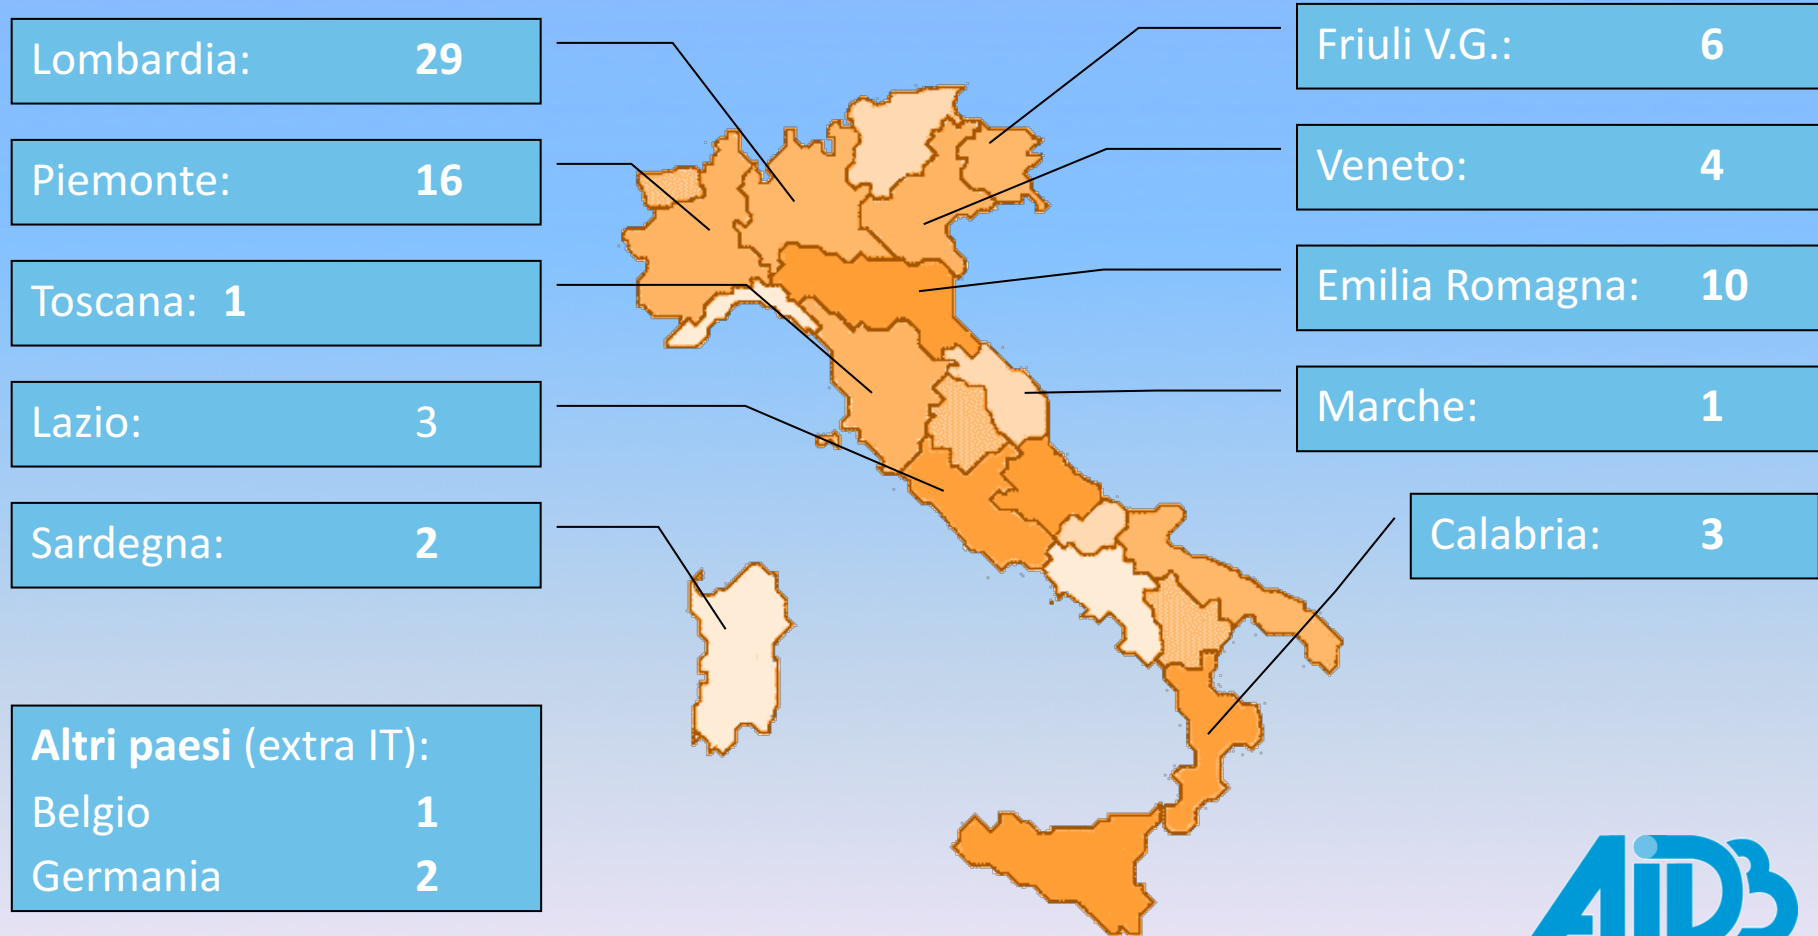 Lombardia: 29
Piemonte: 16
Toscana: 1
Lazio: 3
Sardegna: 2
Altri paesi (extra IT):
Belgio 1
Germania 2
Friuli V.G.: 6
Veneto: 4
Emilia Romagna: 10
Marche: 1
Calabria: 3
AiDB